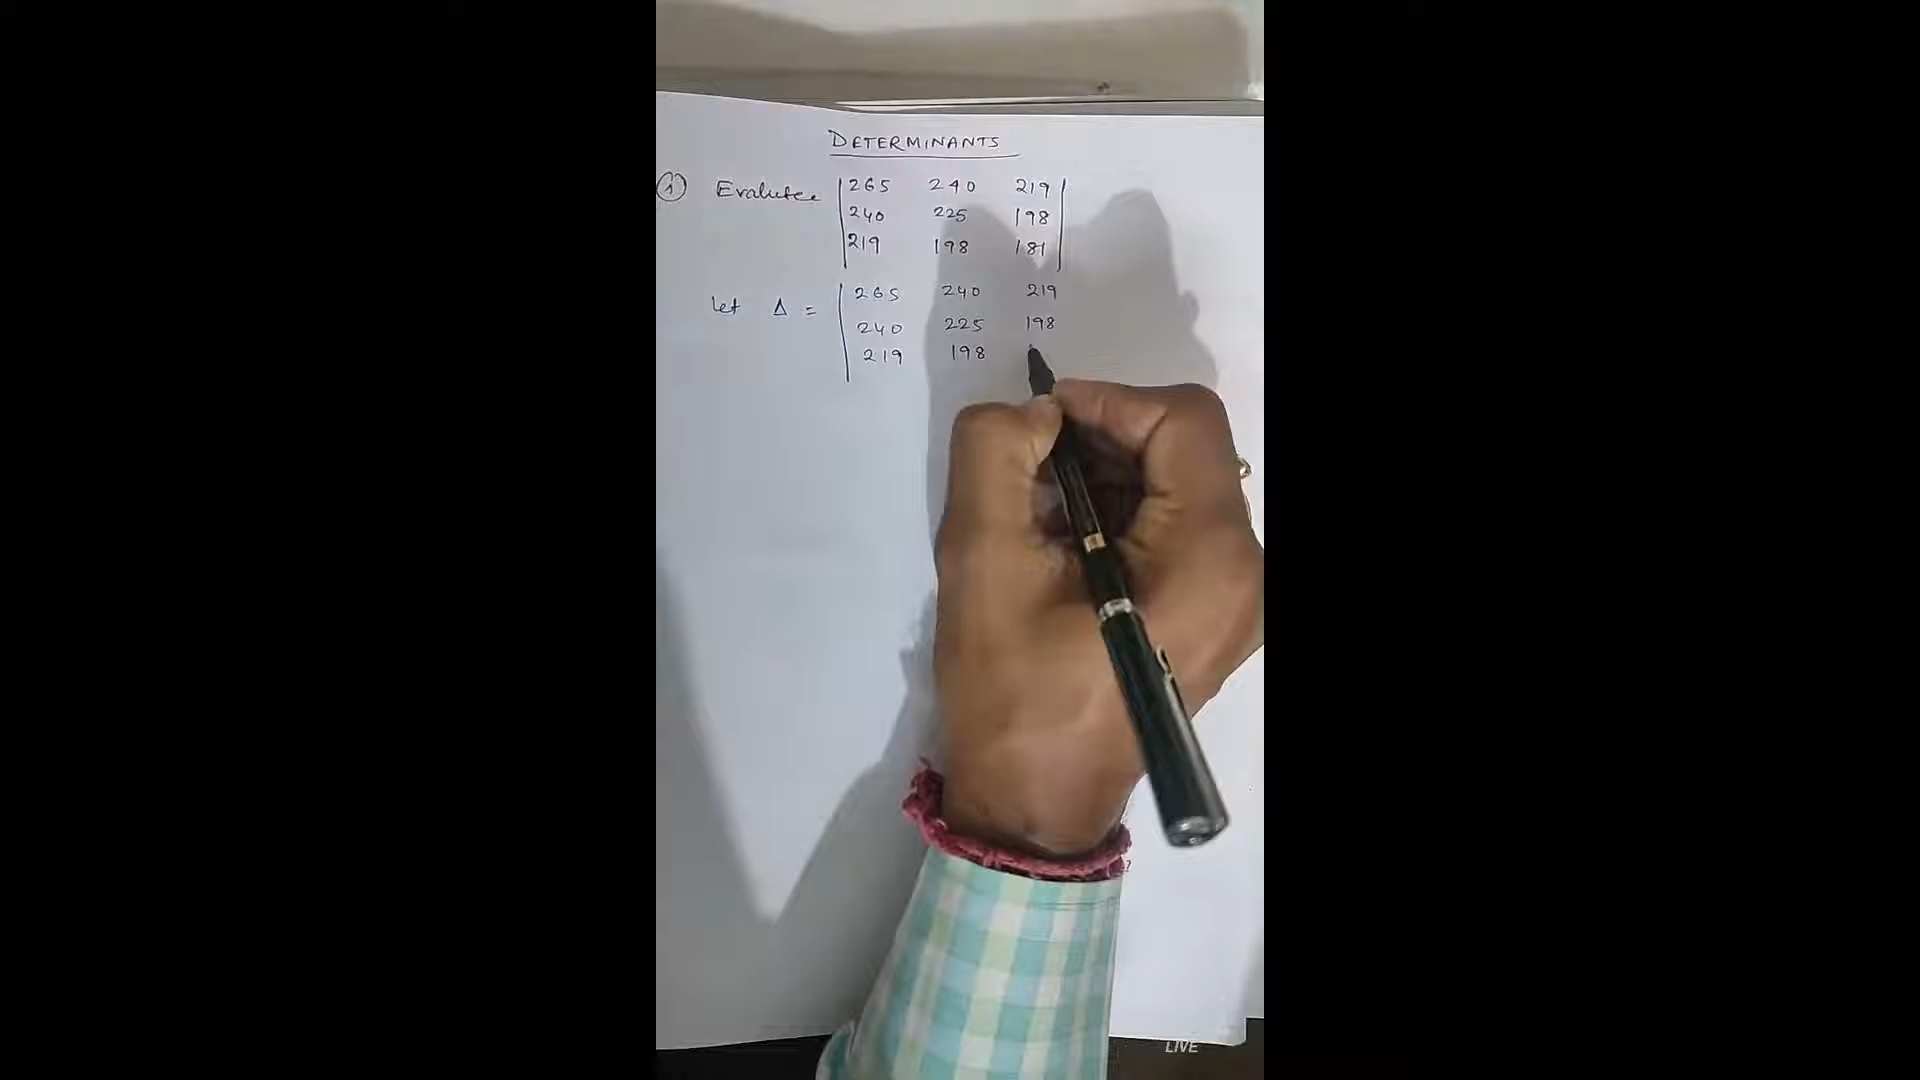 DETERMINANTS
① Evalutee | 265 240 219 |
| 240 225 198 |
| 219 198 181 |
Let Δ = | 265 240 219
240 225 198
219 198
LIVE